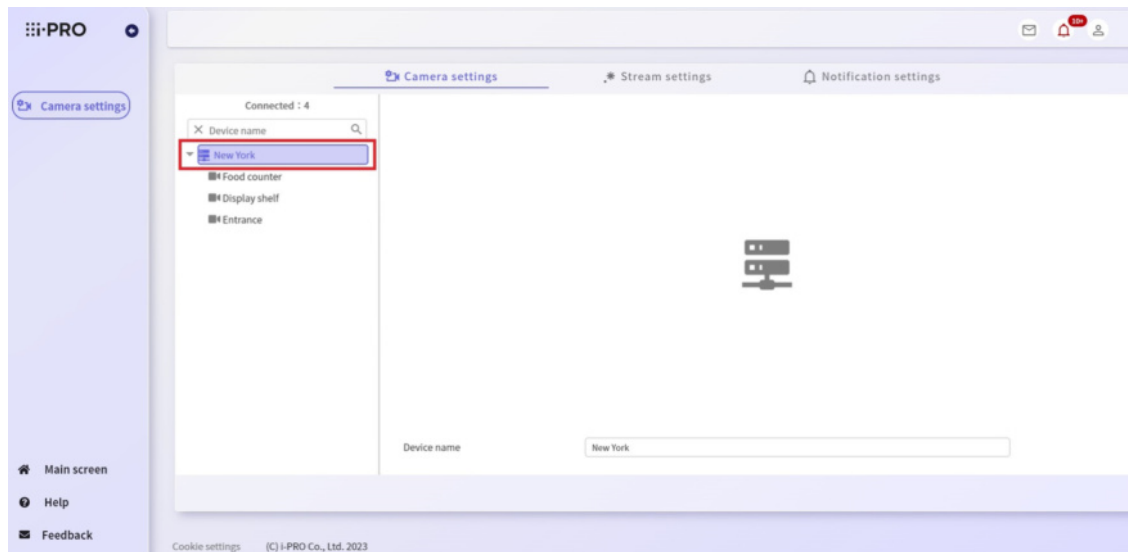 i-PRO
10+
Camera settings
Camera settings
Stream settings
Notification settings
Connected : 4
Device name
New York
Food counter
Display shelf
Entrance
Device name
New York
Main screen
Help
Feedback
Cookie settings (C) i-PRO Co., Ltd. 2023